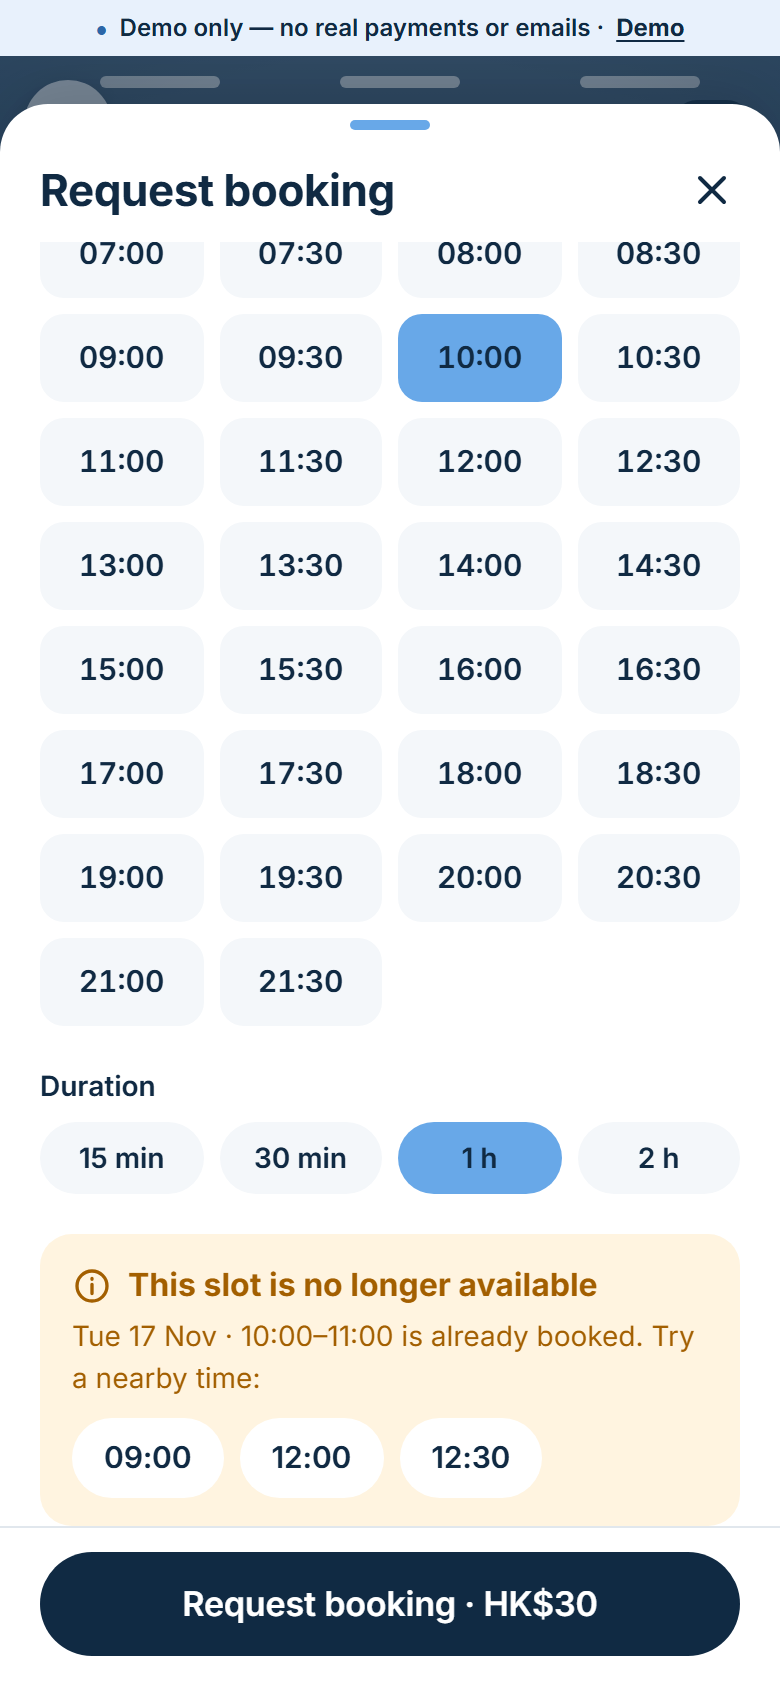 Demo only — no real payments or emails · Demo
Request booking
07:00 07:30 08:00 08:30
09:00 09:30 10:00 10:30
11:00 11:30 12:00 12:30
13:00 13:30 14:00 14:30
15:00 15:30 16:00 16:30
17:00 17:30 18:00 18:30
19:00 19:30 20:00 20:30
21:00 21:30
Duration
15 min 30 min 1 h 2 h
This slot is no longer available
Tue 17 Nov · 10:00–11:00 is already booked. Try
a nearby time:
09:00 12:00 12:30
Request booking · HK$30